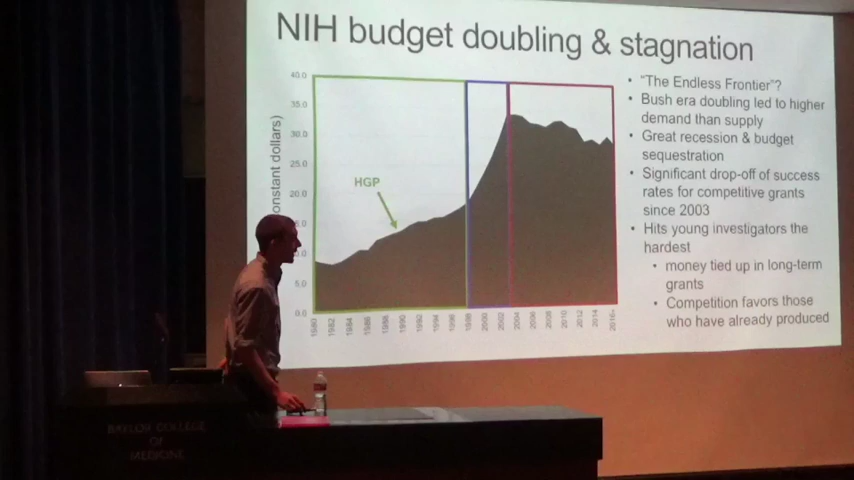 NIH budget doubling & stagnation
40.0
35.0
30.0
25.0
20.0
5.0
0.0
5.0
0.0
onstant dollars)
HGP
1980
1982
1984
1986
1988
1990
1992
1994
1996
1998
2000
2002
2004
2006
2008
2010
2012
2014
2016
• "The Endless Frontier"?
• Bush era doubling led to higher
demand than supply
• Great recession & budget
sequestration
• Significant drop-off of success
rates for competitive grants
since 2003
• Hits young investigators the
hardest
• money tied up in long-term
grants
• Competition favors those
who have already produced
BAYLOR COLLEGE
OF
MEDICINE